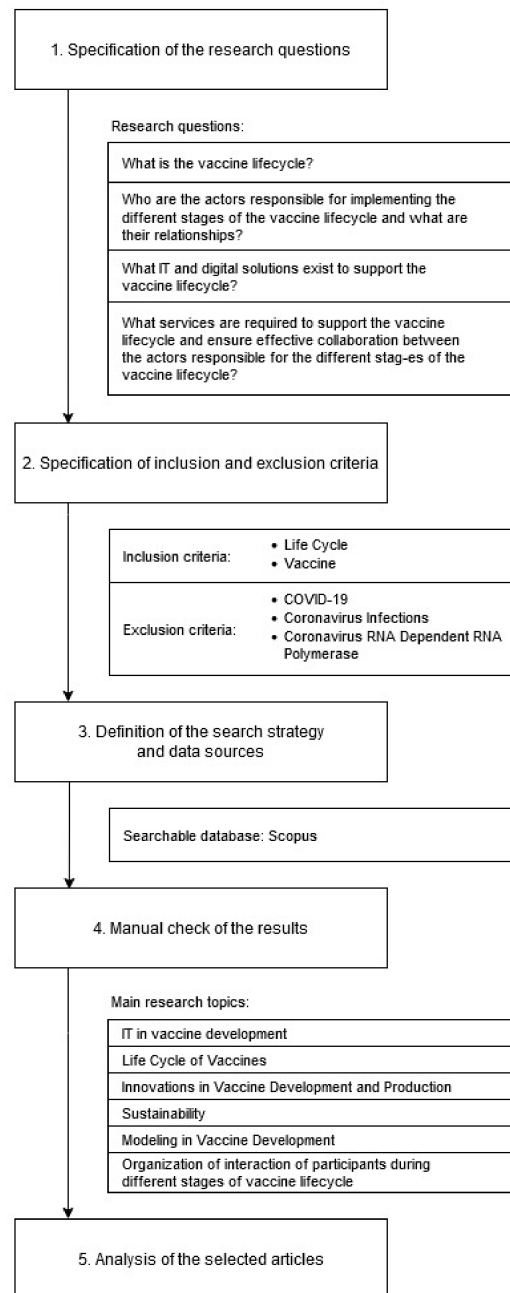 1. Specification of the research questions
Research questions:
What is the vaccine lifecycle?
Who are the actors responsible for implementing the
different stages of the vaccine lifecycle and what are
their relationships?
What IT and digital solutions exist to support the
vaccine lifecycle?
What services are required to support the vaccine
lifecycle and ensure effective collaboration between
the actors responsible for the different stag-es of the
vaccine lifecycle?
2. Specification of inclusion and exclusion criteria
Inclusion criteria:
• Life Cycle
• Vaccine
Exclusion criteria:
• COVID-19
• Coronavirus Infections
• Coronavirus RNA Dependent RNA
Polymerase
3. Definition of the search strategy
and data sources
Searchable database: Scopus
4. Manual check of the results
Main research topics:
IT in vaccine development
Life Cycle of Vaccines
Innovations in Vaccine Development and Production
Sustainability
Modeling in Vaccine Development
Organization of interaction of participants during
different stages of vaccine lifecycle
5. Analysis of the selected articles